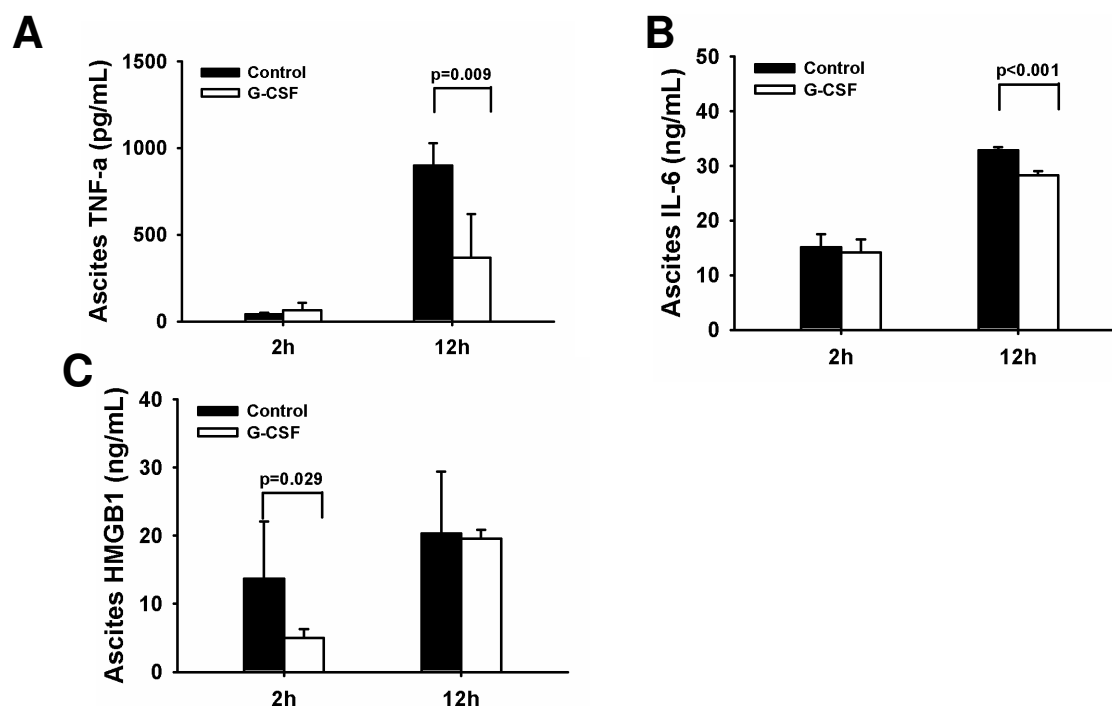 A
Ascites TNF-a (pg/mL)
1500
1000
500
0
Control
G-CSF
p=0.009
2h
12h
B
Ascites IL-6 (ng/mL)
50
40
30
20
10
0
Control
G-CSF
p<0.001
2h
12h
C
Ascites HMGB1 (ng/mL)
40
30
20
10
0
Control
G-CSF
p=0.029
2h
12h